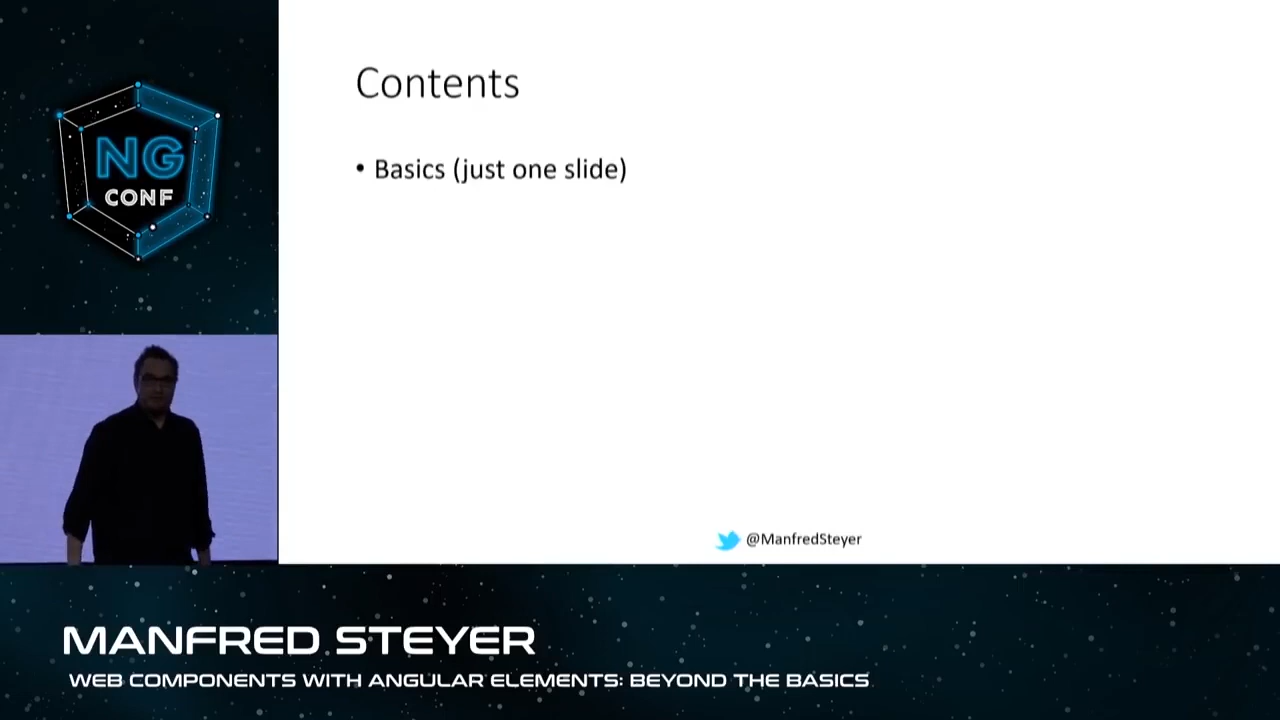 NG
CONF
Contents
• Basics (just one slide)
@ManfredSteyer
MANFRED STEYER
WEB COMPONENTS WITH ANGULAR ELEMENTS: BEYOND THE BASICS